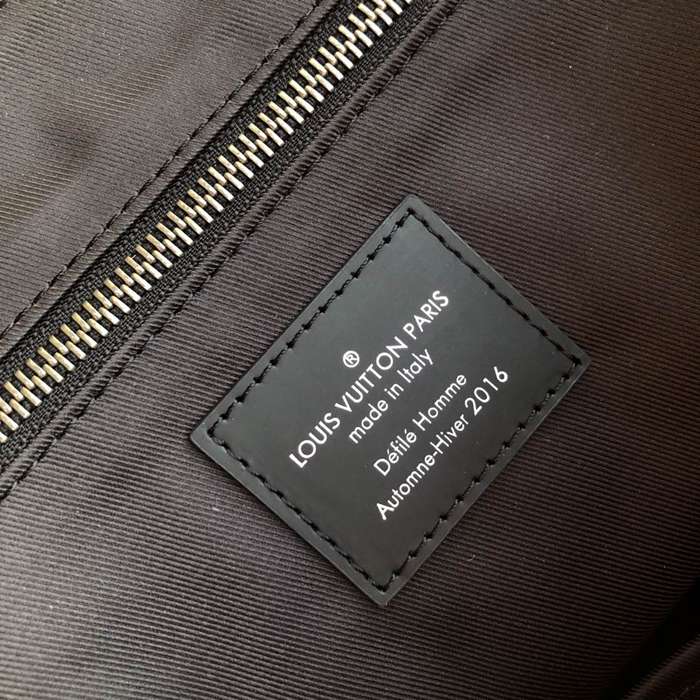 ®
LOUIS VUITTON PARIS
made in Italy
Défilé Homme
Automne-Hiver 2016